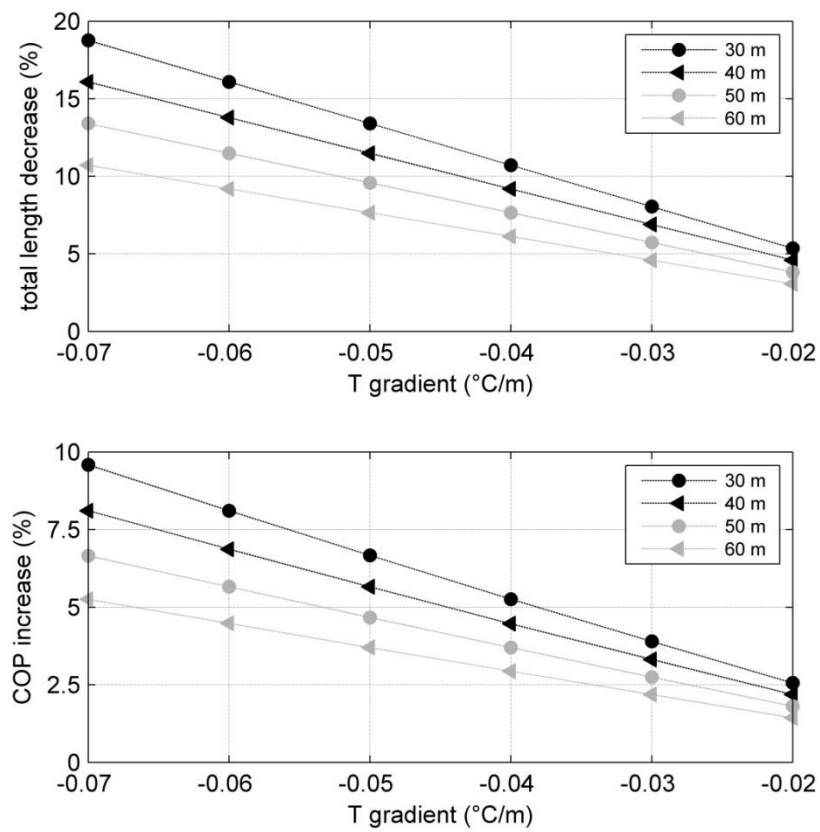 total length decrease (%)
20
15
10
5
0
30 m
40 m
50 m
60 m
-0.07 -0.06 -0.05 -0.04 -0.03 -0.02
T gradient (°C/m)
COP increase (%)
10
7.5
5
2.5
0
30 m
40 m
50 m
60 m
-0.07 -0.06 -0.05 -0.04 -0.03 -0.02
T gradient (°C/m)